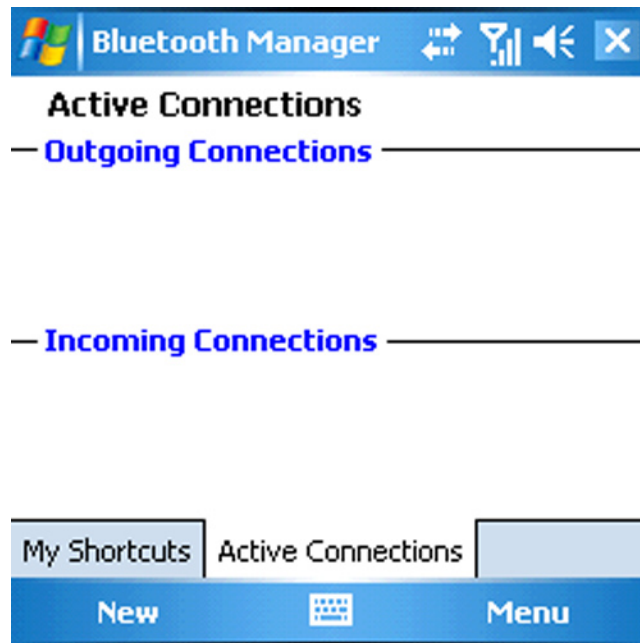 Bluetooth Manager
Active Connections
Outgoing Connections
Incoming Connections
My Shortcuts Active Connections
New Menu